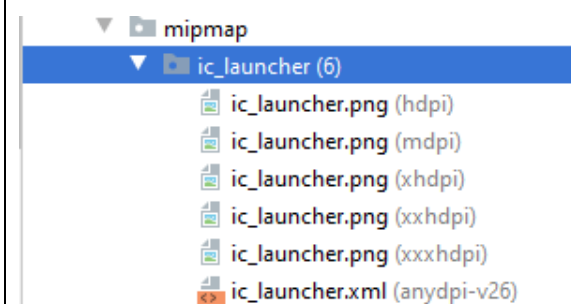 mipmap
ic_launcher (6)
ic_launcher.png (hdpi)
ic_launcher.png (mdpi)
ic_launcher.png (xhdpi)
ic_launcher.png (xxhdpi)
ic_launcher.png (xxxhdpi)
ic_launcher.xml (anydpi-v26)